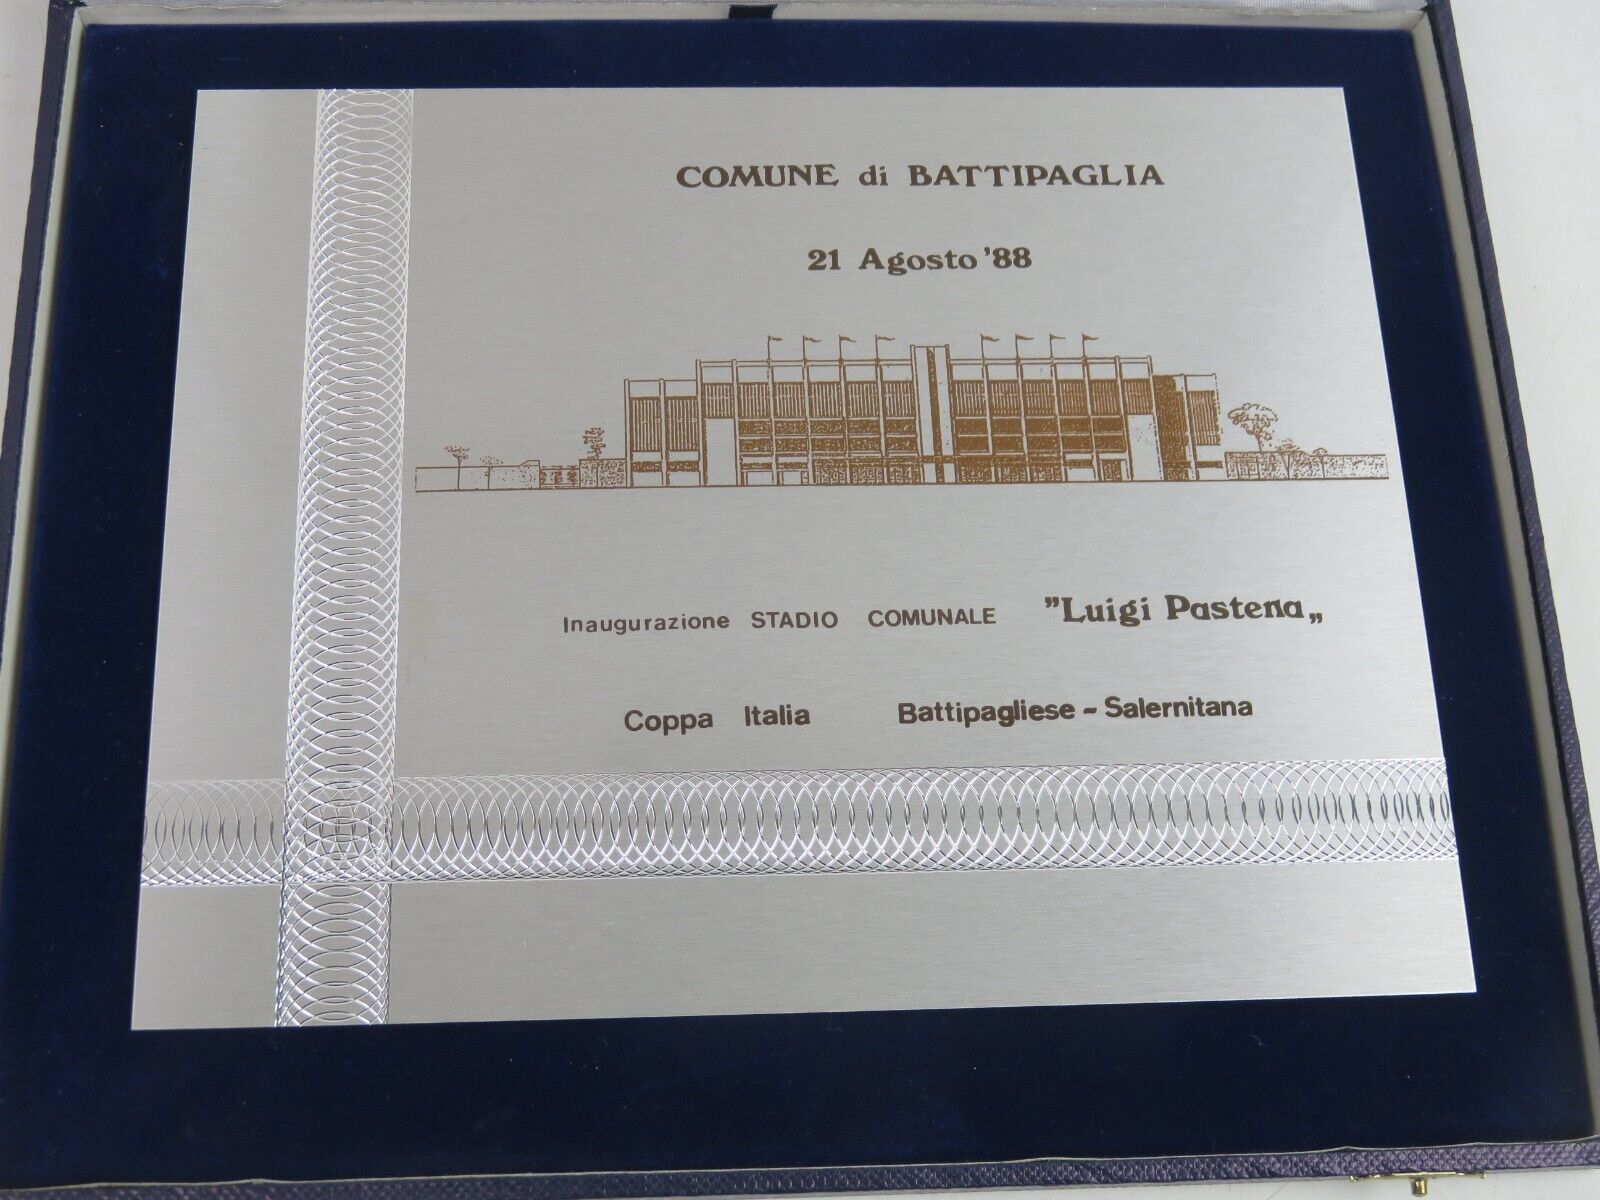 COMUNE di BATTIPAGLIA
21 Agosto '88
Inaugurazione STADIO COMUNALE "Luigi Pastena„
Coppa Italia Battipagliese - Salernitana